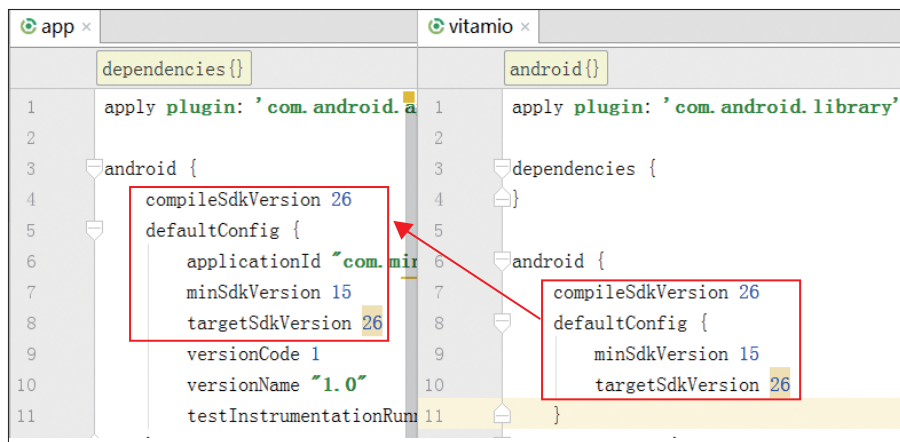 app
dependencies{}
1 apply plugin: 'com.android.a
2
3 android {
4 compileSdkVersion 26
5 defaultConfig {
6 applicationId "com.min
7 minSdkVersion 15
8 targetSdkVersion 26
9 versionCode 1
10 versionName "1.0"
11 testInstrumentationRunn
vitamio
android{}
1 apply plugin: 'com.android.library'
2
3 dependencies {
4 }
5
6 android {
7 compileSdkVersion 26
8 defaultConfig {
9 minSdkVersion 15
10 targetSdkVersion 26
11 }